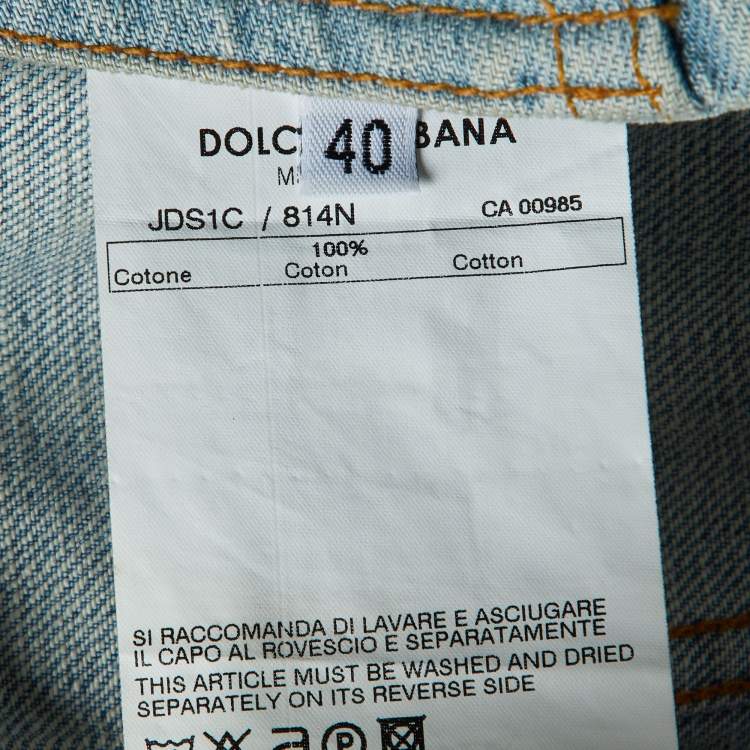 DOLC 40 BANA
JDS1C / 814N CA 00985
100%
Cotone Coton Cotton
SI RACCOMANDA DI LAVARE E ASCIUGARE
IL CAPO AL ROVESCIO E SEPARATAMENTE
THIS ARTICLE MUST BE WASHED AND DRIED
SEPARATELY ON ITS REVERSE SIDE
P